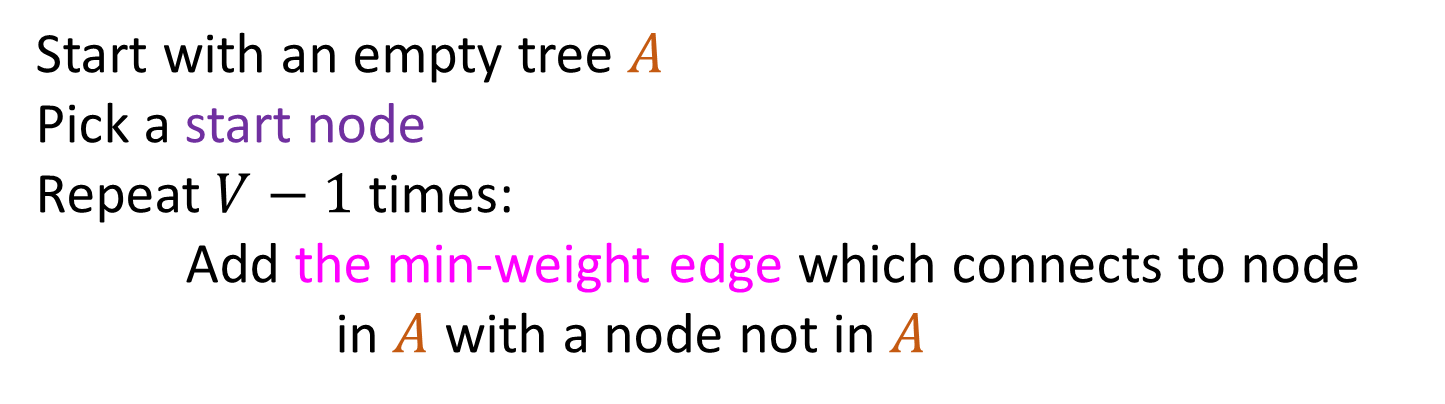 Start with an empty tree A
Pick a start node
Repeat V − 1 times:
Add the min-weight edge which connects to node
in A with a node not in A